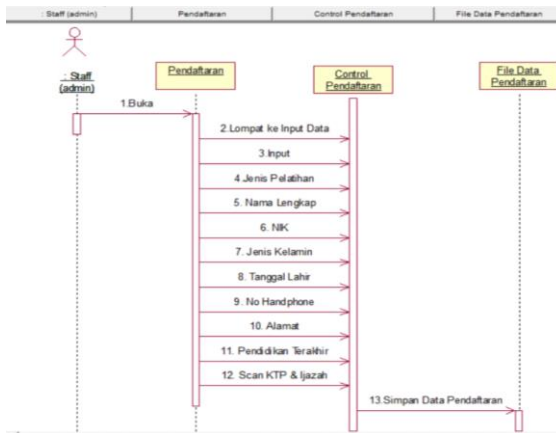 : Staff (admin)
Pendaftaran
Control Pendaftaran
File Data Pendaftaran
: Staff
(admin)
Pendaftaran
Control
Pendaftaran
File Data
Pendaftaran
1.Buka
2.Lompat ke Input Data
3.Input
4.Jenis Pelatihan
5. Nama Lengkap
6. NIK
7. Jenis Kelamin
8. Tanggal Lahir
9. No Handphone
10. Alamat
11. Pendidikan Terakhir
12. Scan KTP & Ijazah
13.Simpan Data Pendaftaran